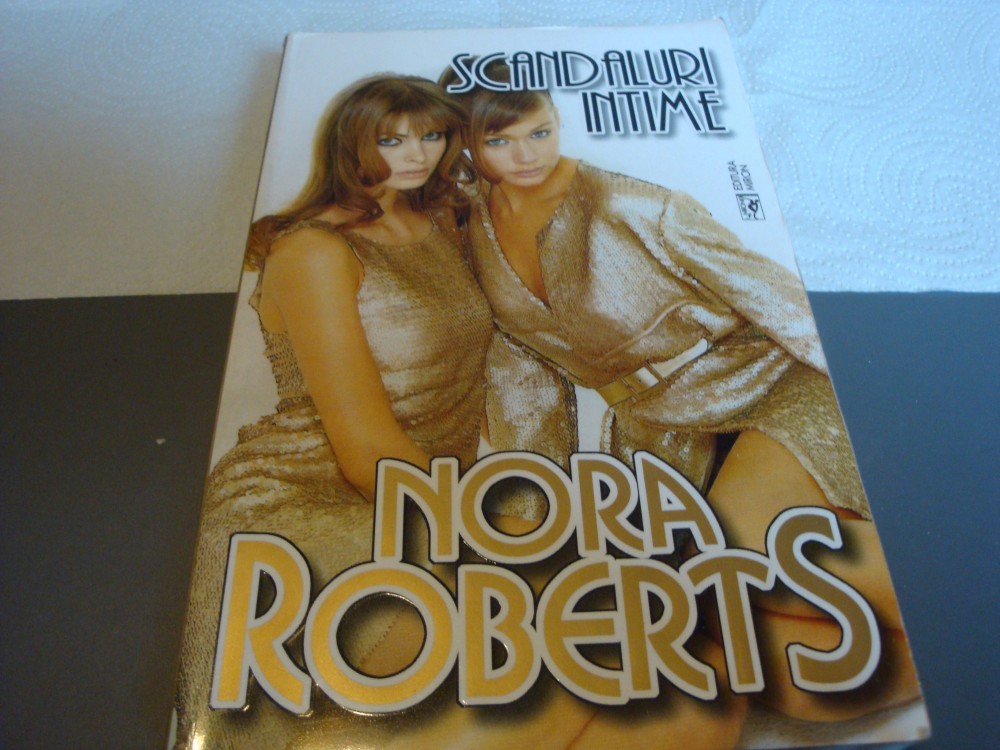 SCANDALURI
INTIME
EDITURA
MIRON
NORA
ROBERTS